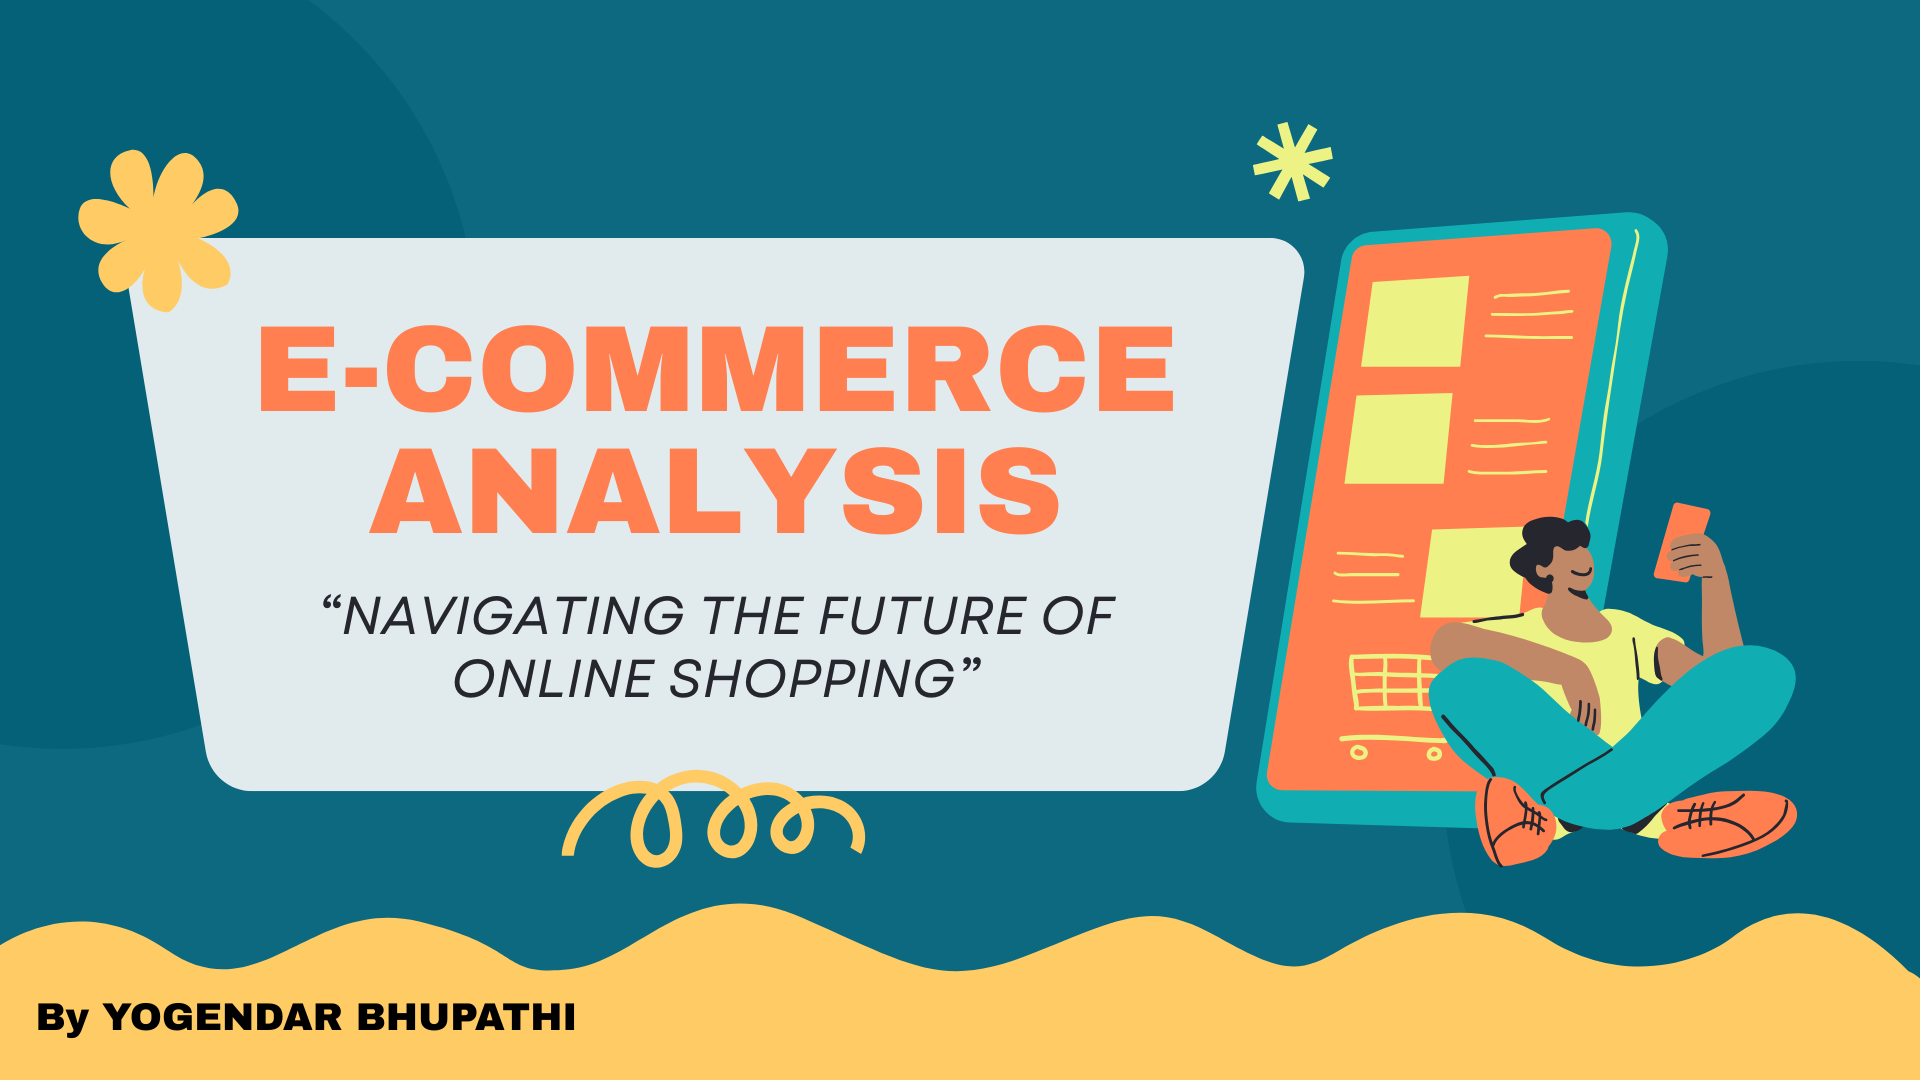 E-COMMERCE
ANALYSIS
“NAVIGATING THE FUTURE OF
ONLINE SHOPPING”
By YOGENDAR BHUPATHI